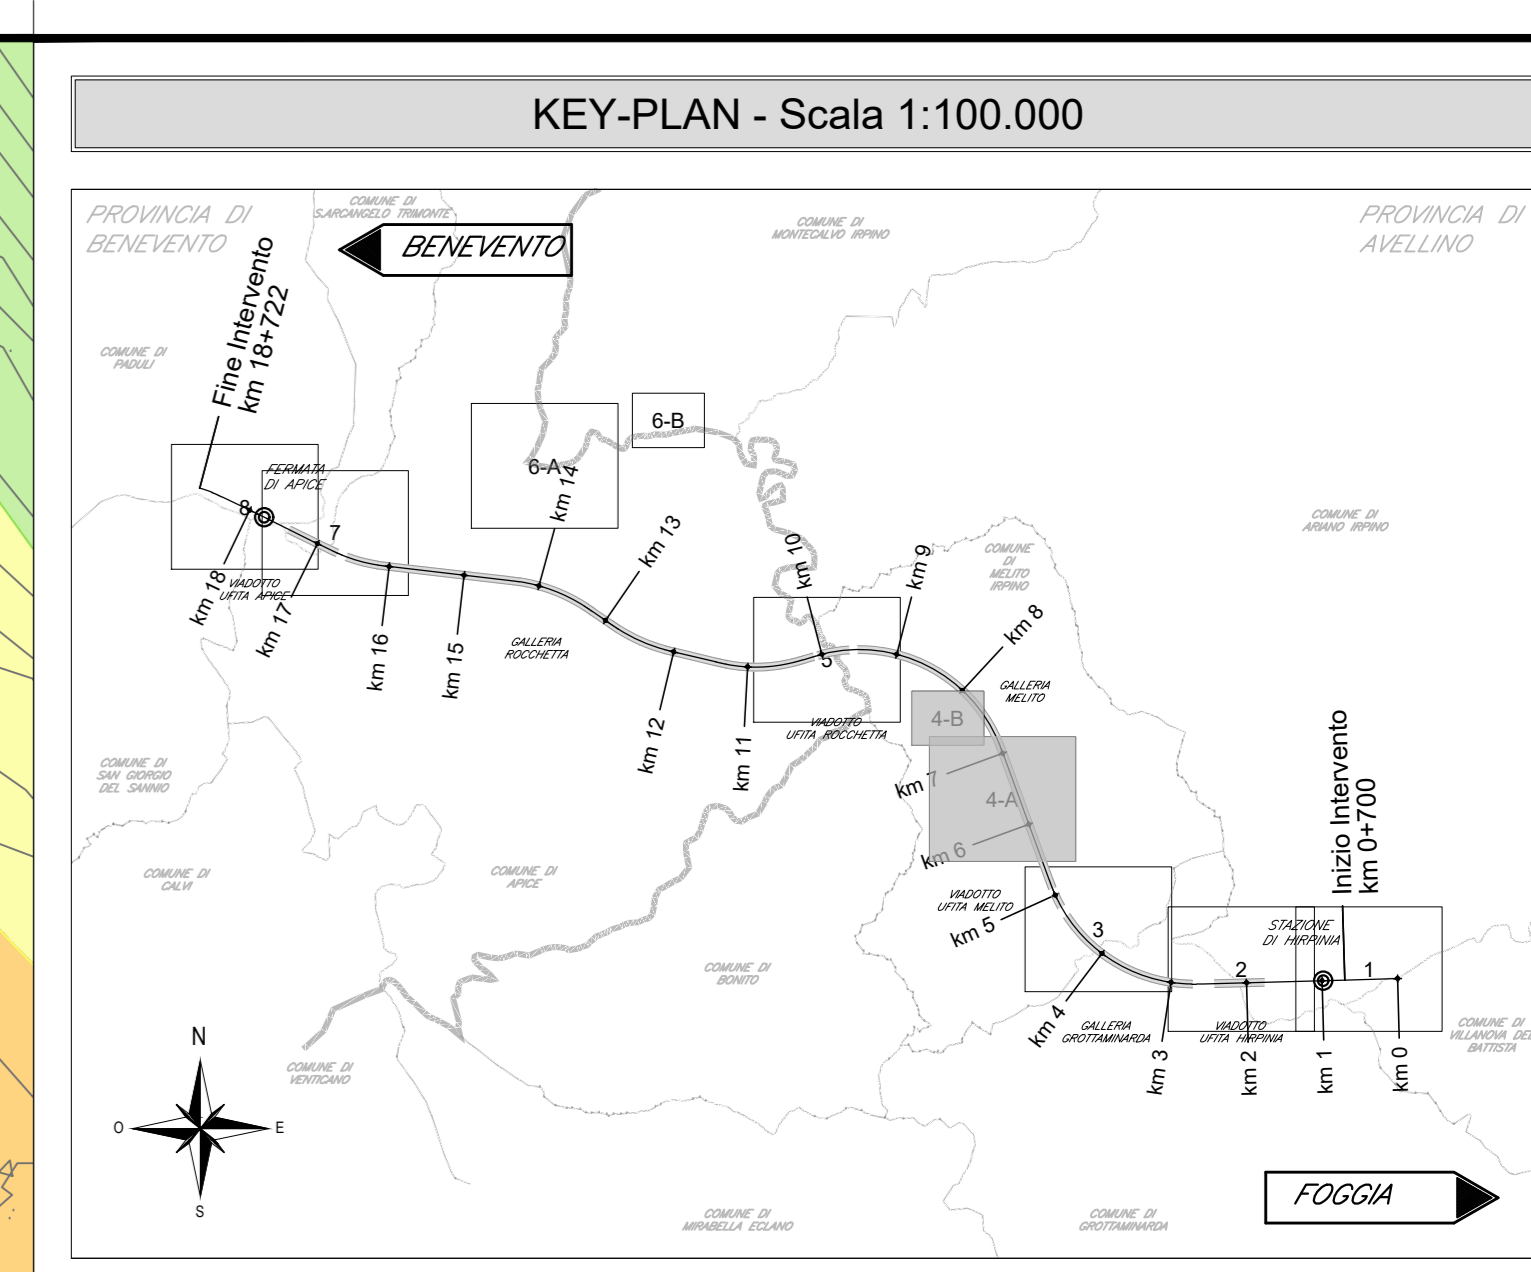 KEY-PLAN - Scala 1:100.000
PROVINCIA DI
BENEVENTO
COMUNE DI
S.ARCANGELO TRIMONTE
BENEVENTO
COMUNE DI
MONTECALVO IRPINO
PROVINCIA DI
AVELLINO
Fine Intervento
km 18+722
COMUNE DI
PADULI
6-A
6-B
FERMATA
DI APICE
8
7
VIADOTTO
UFITA APICE
km 18
km 17
km 16
km 15
km 14
km 13
km 12
km 11
km 10
km 9
km 8
GALLERIA
ROCCHETTA
5
VIADOTTO
UFITA ROCCHETTA
COMUNE
DI
MELITO
IRPINO
COMUNE DI
ARIANO IRPINO
GALLERIA
MELITO
4-B
km 7
4-A
km 6
Inizio Intervento
km 0+700
COMUNE DI
SAN GIORGIO
DEL SANNIO
COMUNE DI
CALVI
COMUNE DI
APICE
VIADOTTO
UFITA MELITO
km 5
3
km 4
GALLERIA
GROTTAMINARDA
km 3
2
VIADOTTO
UFITA HIRPINIA
km 2
STAZIONE
DI HIRPINIA
1
km 1
km 0
COMUNE DI
BONITO
COMUNE DI
VILLANOVA DEL
BATTISTA
COMUNE DI
VENTICANO
N
O
E
S
COMUNE DI
MIRABELLA ECLANO
COMUNE DI
GROTTAMINARDA
FOGGIA